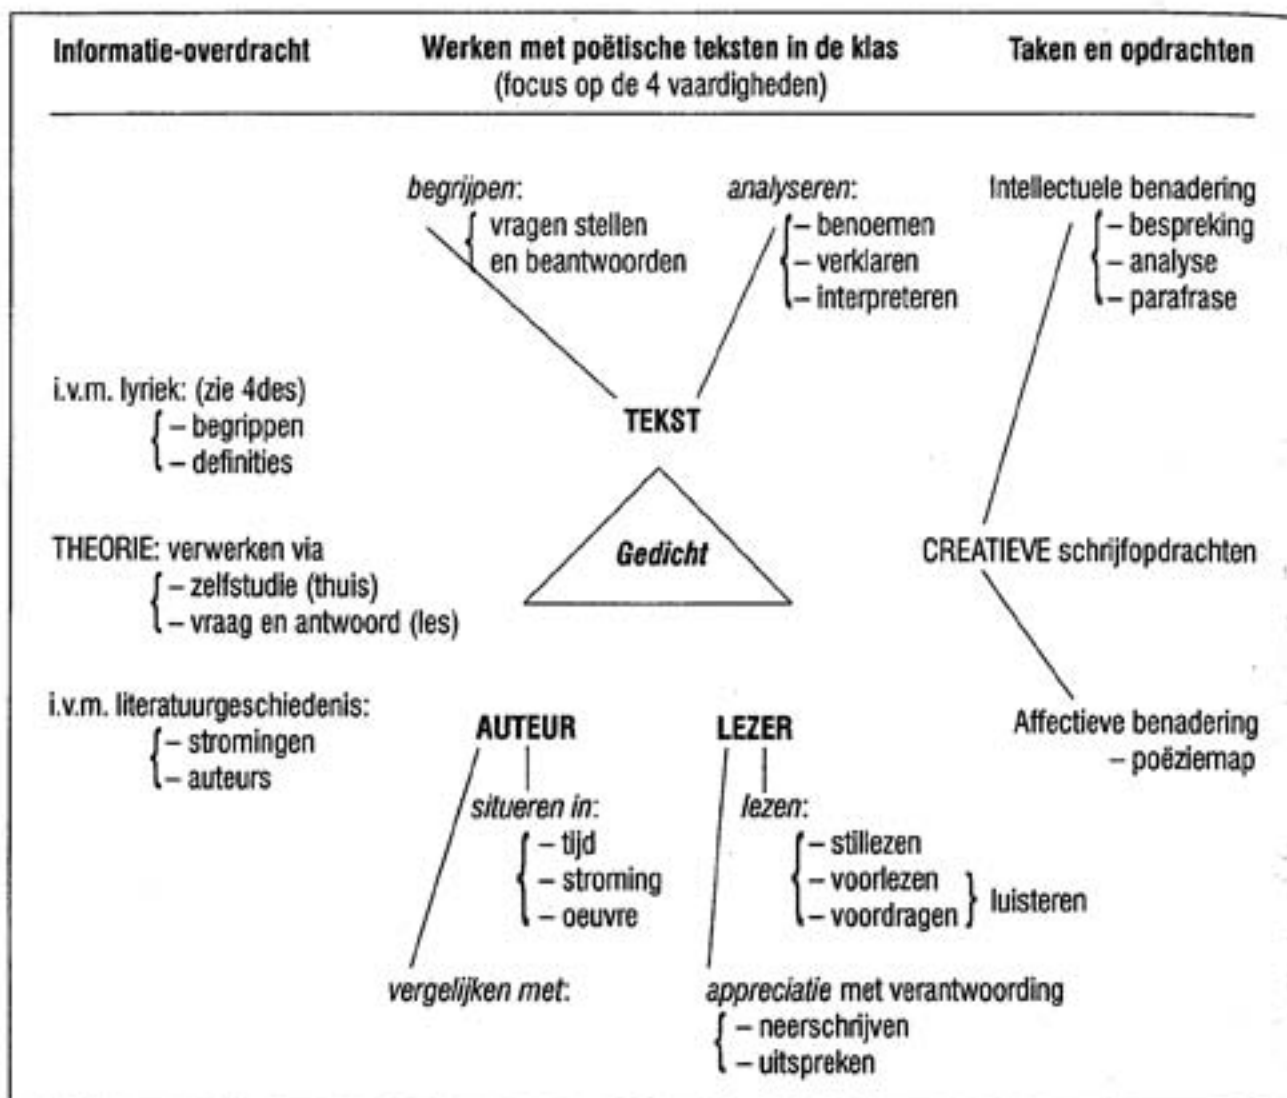 Informatie-overdracht
Werken met poëtische teksten in de klas
(focus op de 4 vaardigheden)
Taken en opdrachten
i.v.m. lyriek: (zie 4des)
– begrippen
– definities
THEORIE: verwerken via
– zelfstudie (thuis)
– vraag en antwoord (les)
i.v.m. literatuurgeschiedenis:
– stromingen
– auteurs
begrijpen:
vragen stellen
en beantwoorden
analyseren:
– benoemen
– verklaren
– interpreteren
TEKST
Gedicht
AUTEUR
situeren in:
– tijd
– stroming
– oeuvre
vergelijken met:
LEZER
lezen:
– stillezen
– voorlezen
– voordragen
luisteren
appreciatie met verantwoording
– neerschrijven
– uitspreken
Intellectuele benadering
– bespreking
– analyse
– parafrase
CREATIEVE schrijfopdrachten
Affectieve benadering
– poëziemap